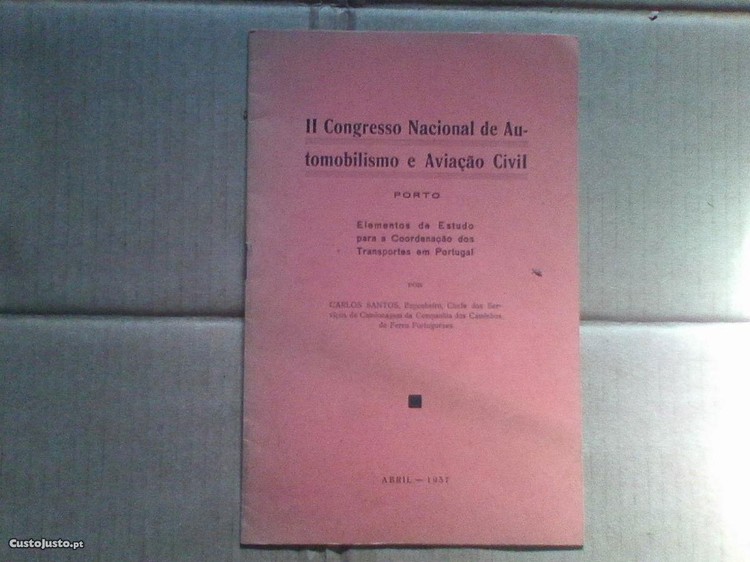 II Congresso Nacional de Au-
tomobilismo e Aviação Civil
PORTO
Elementos de Estudo
para a Coordenação dos
Transportes em Portugal
POR
CARLOS SANTOS, Engenheiro, Chefe dos Ser-
viços de Camionagem da Companhia dos Caminhos
de Ferro Portugueses
ABRIL — 1937
CustoJusto.pt